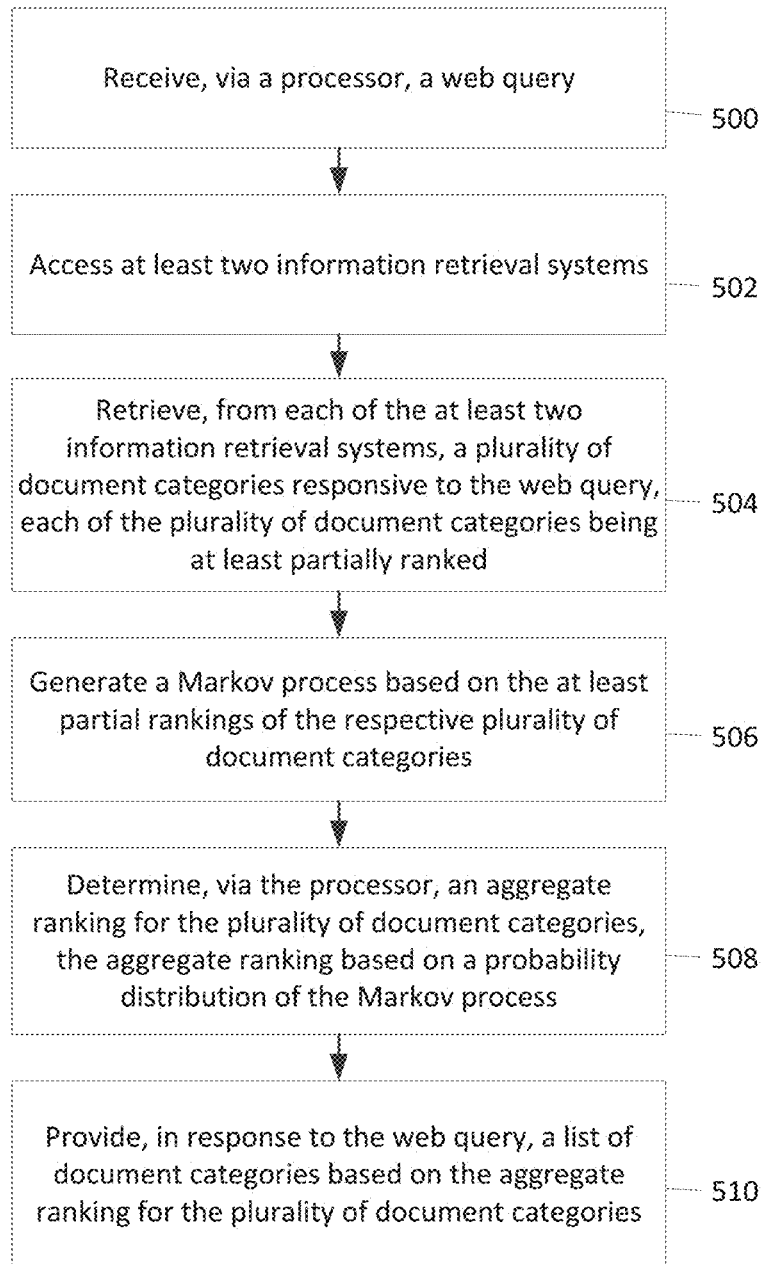 Receive, via a processor, a web query
500
Access at least two information retrieval systems
502
Retrieve, from each of the at least two
information retrieval systems, a plurality of
document categories responsive to the web query,
each of the plurality of document categories being
at least partially ranked
504
Generate a Markov process based on the at least
partial rankings of the respective plurality of
document categories
506
Determine, via the processor, an aggregate
ranking for the plurality of document categories,
the aggregate ranking based on a probability
distribution of the Markov process
508
Provide, in response to the web query, a list of
document categories based on the aggregate
ranking for the plurality of document categories
510